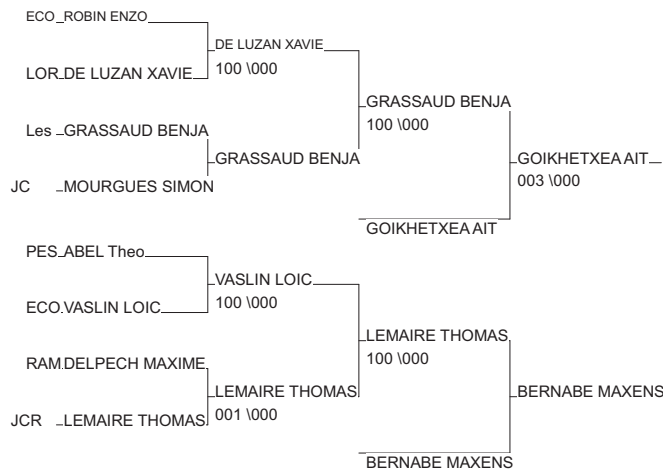 ECO ROBIN ENZO
DE LUZAN XAVIE
100 \000
LOR DE LUZAN XAVIE
GRASSAUD BENJA
100 \000
Les GRASSAUD BENJA
GRASSAUD BENJA
JC MOURGUES SIMON
GOIKHETXEA AIT
003 \000
GOIKHETXEA AIT
PES ABEL Theo
VASLIN LOIC
100 \000
ECO VASLIN LOIC
LEMAIRE THOMAS
100 \000
RAM DELPECH MAXIME
LEMAIRE THOMAS
001 \000
JCR LEMAIRE THOMAS
BERNABE MAXENS
BERNABE MAXENS